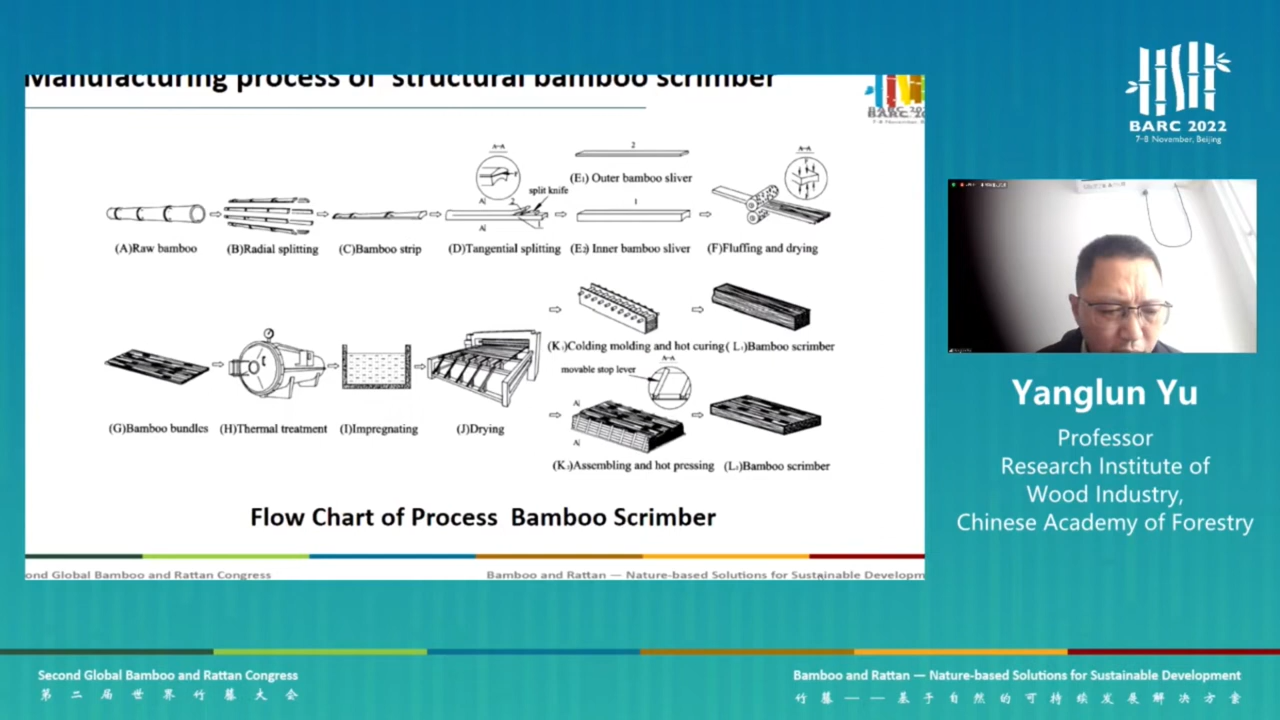 Manufacturing process of structural bamboo scrimber
BARC 2022
7-8 November, Beijing
A-A
2
(E₁) Outer bamboo sliver
A-A
split knife
A|
2
1
A|
1
(A)Raw bamboo
(B)Radial splitting
(C)Bamboo strip
(D)Tangential splitting
(E₂) Inner bamboo sliver
(F)Fluffing and drying
(K₁)Colding molding and hot curing
(L₁)Bamboo scrimber
A-A
movable stop lever
A|
A|
(G)Bamboo bundles
(H)Thermal treatment
(I)Impregnating
(J)Drying
(K₂)Assembling and hot pressing
(L₂)Bamboo scrimber
Flow Chart of Process Bamboo Scrimber
ond Global Bamboo and Rattan Congress
Bamboo and Rattan — Nature-based Solutions for Sustainable Developm
Yanglun Yu
Professor
Research Institute of
Wood Industry,
Chinese Academy of Forestry
Second Global Bamboo and Rattan Congress
第二届世界竹藤大会
Bamboo and Rattan — Nature-based Solutions for Sustainable Development
竹藤——基于自然的可持续发展解决方案